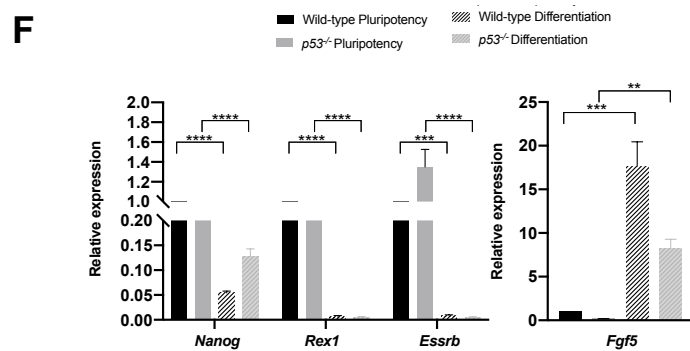 F
Wild-type Pluripotency
Wild-type Differentiation
p53-/- Pluripotency
p53-/- Differentiation
Relative expression
2.0
1.8
1.6
1.4
1.2
1.0
0.20
0.15
0.10
0.05
0.00
****
****
****
****
***
****
Nanog
Rex1
Essrb
Relative expression
25
20
15
10
5
0
***
**
Fgf5